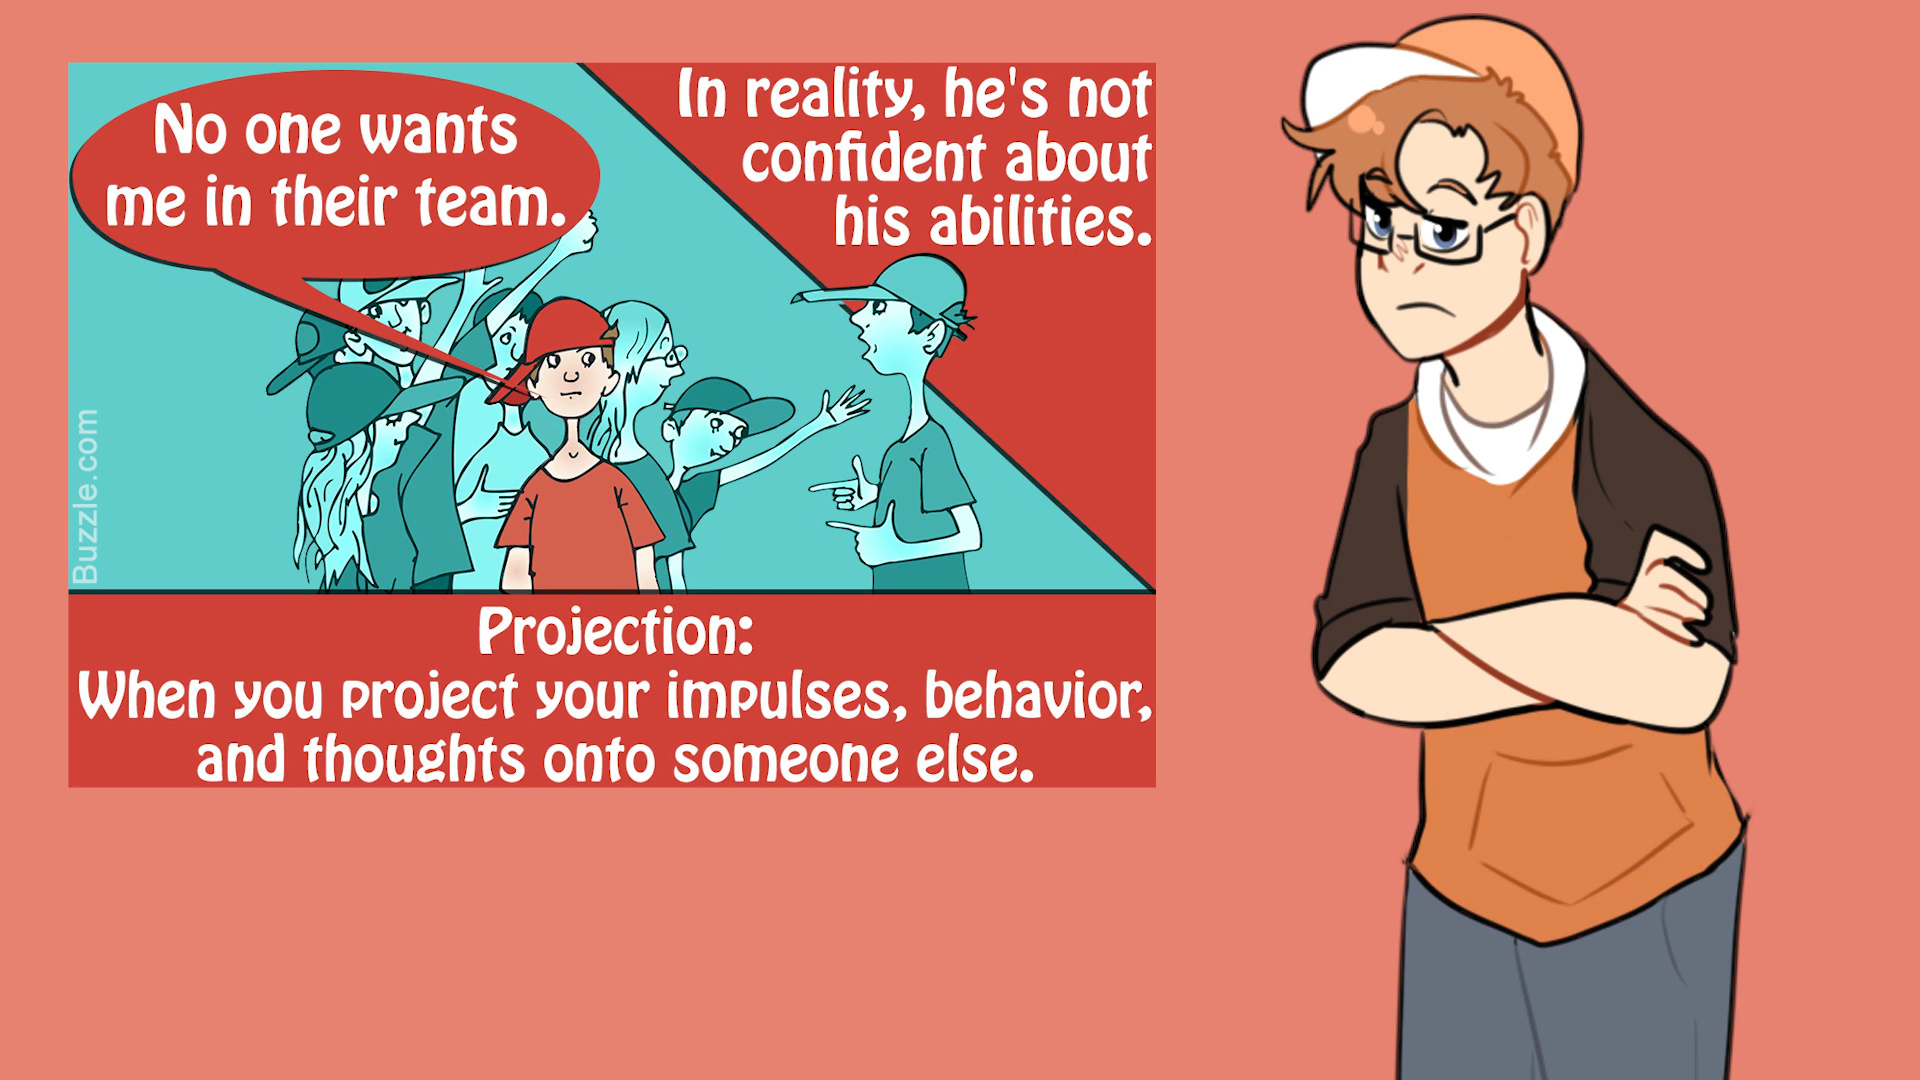 No one wants
me in their team.
In reality, he's not
confident about
his abilities.
Buzzle.com
Projection:
When you project your impulses, behavior,
and thoughts onto someone else.